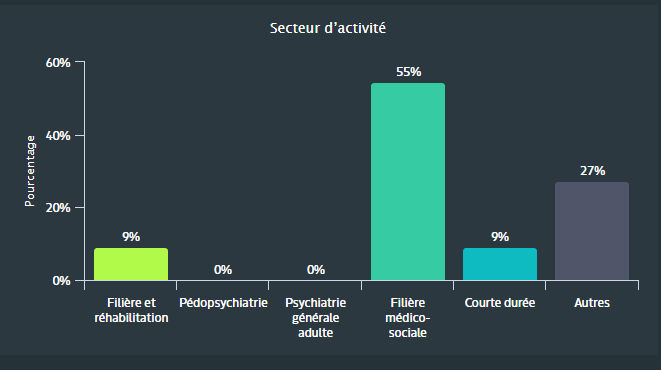 Secteur d’activité
Pourcentage
60%
40%
20%
0%
9%
0%
0%
55%
9%
27%
Filière et
réhabilitation
Pédopsychiatrie
Psychiatrie
générale
adulte
Filière
médico-
sociale
Courte durée
Autres